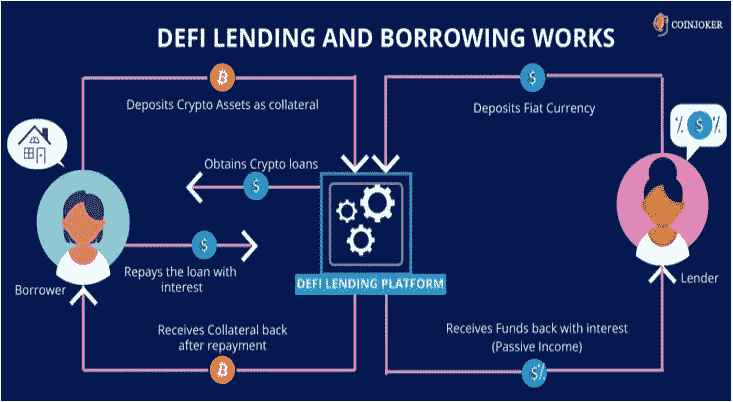 COINJOKER
DEFI LENDING AND BORROWING WORKS
₿
$
Deposits Crypto Assets as collateral
Deposits Fiat Currency
% $ %
Obtains Crypto loans
$
$
Repays the loan with
interest
Borrower
DEFI LENDING PLATFORM
Lender
Receives Collateral back
after repayment
Receives Funds back with interest
(Passive Income)
₿
$%